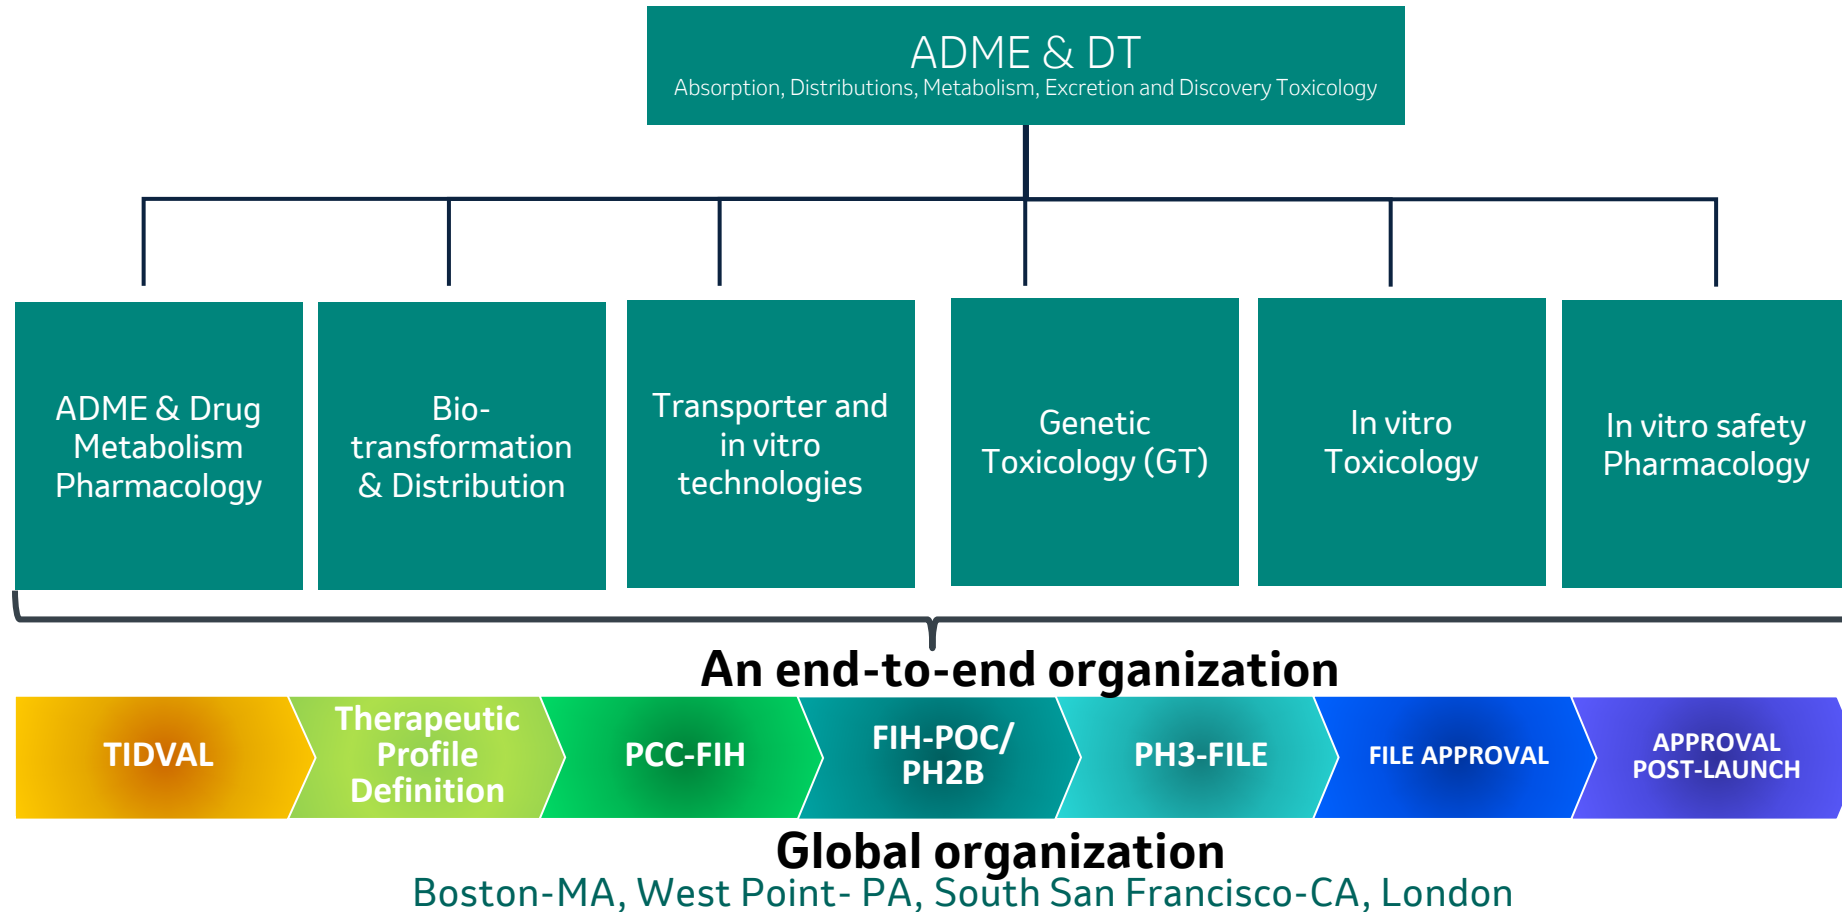 ADME & DT
Absorption, Distributions, Metabolism, Excretion and Discovery Toxicology
ADME & Drug
Metabolism
Pharmacology
Bio-
transformation
& Distribution
Transporter and
in vitro
technologies
Genetic
Toxicology (GT)
In vitro
Toxicology
In vitro safety
Pharmacology
An end-to-end organization
TIDVAL
Therapeutic
Profile
Definition
PCC-FIH
FIH-POC/
PH2B
PH3-FILE
FILE APPROVAL
APPROVAL
POST-LAUNCH
Global organization
Boston-MA, West Point- PA, South San Francisco-CA, London